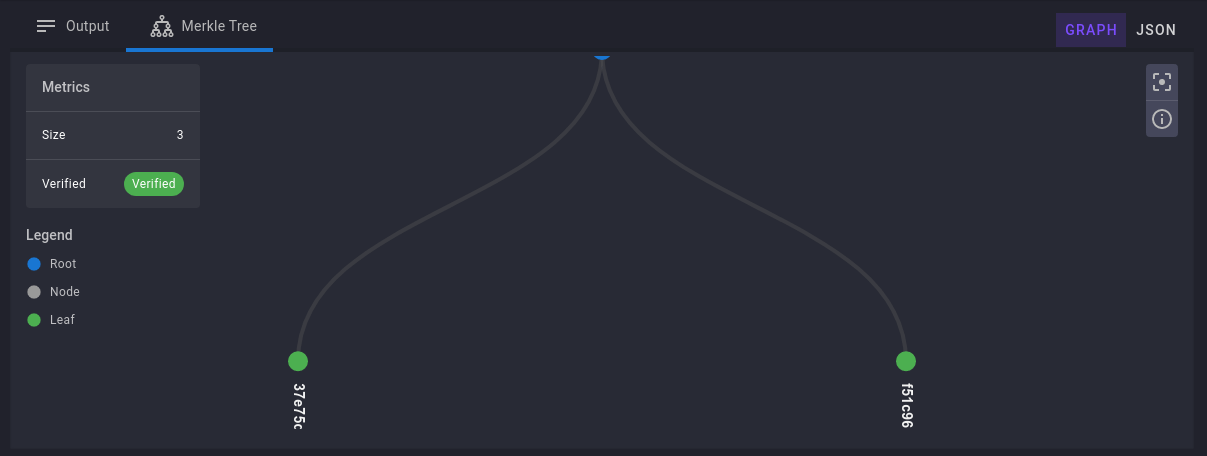 Output
Merkle Tree
GRAPH
JSON
Metrics
Size 3
Verified Verified
Legend
Root
Node
Leaf
37e75c
f51c96